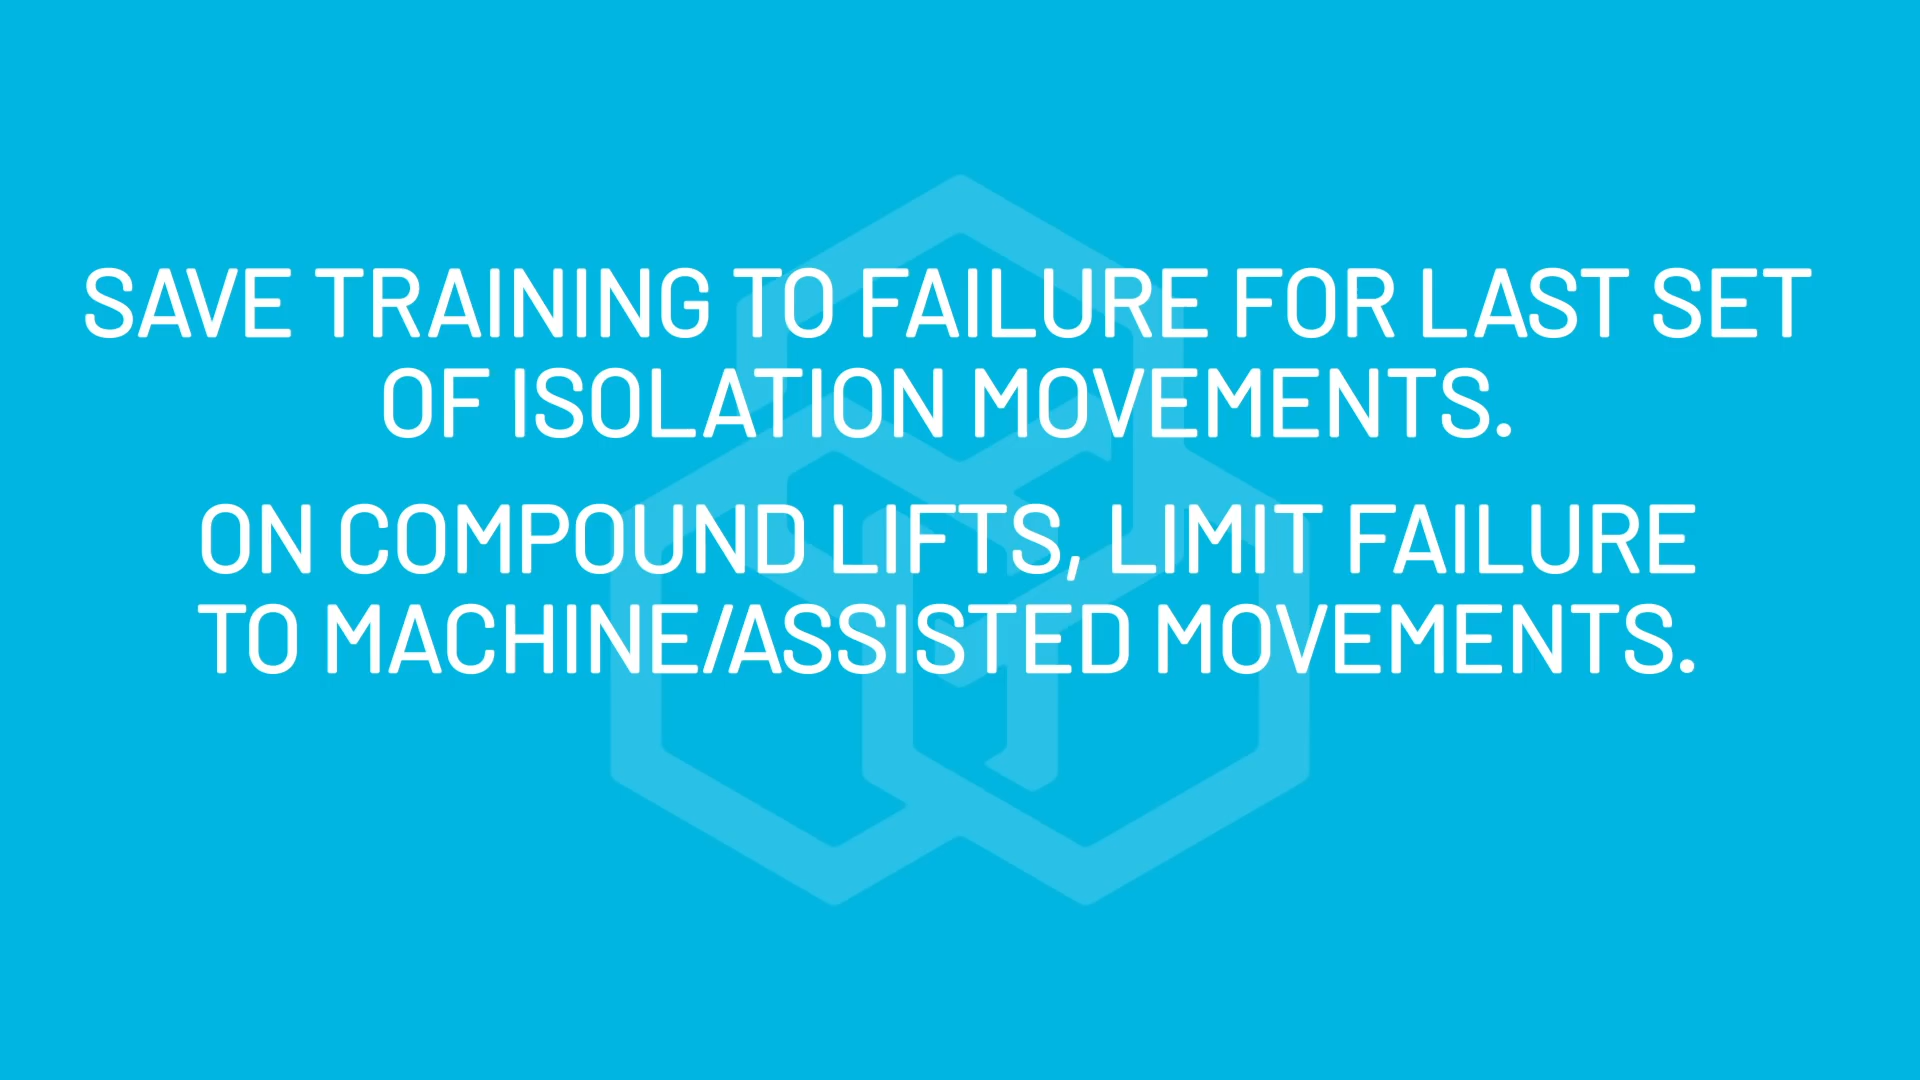 SAVE TRAINING TO FAILURE FOR LAST SET
OF ISOLATION MOVEMENTS.
ON COMPOUND LIFTS, LIMIT FAILURE
TO MACHINE/ASSISTED MOVEMENTS.